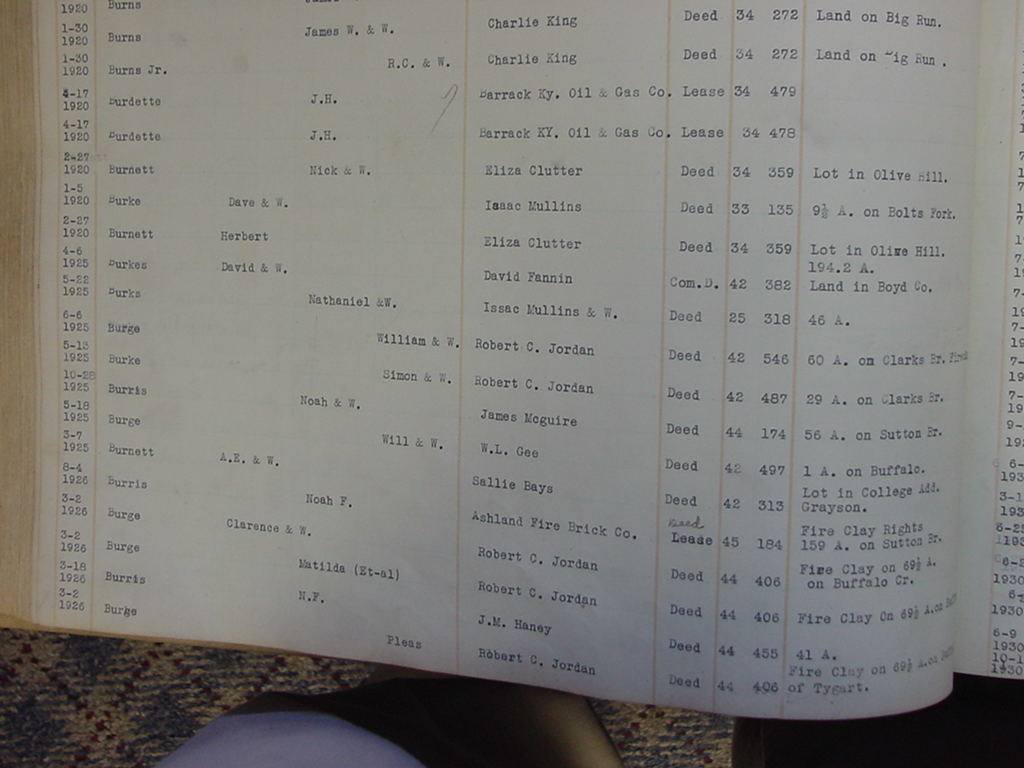 1920 Burns
1-30
1920 Burns James W. & W. Charlie King Deed 34 272 Land on Big Run.
1-30
1920 Burns Jr. R.C. & W. Charlie King Deed 34 272 Land on Big Run.
4-17
1920 Burdette J.H. Barrack Ky. Oil & Gas Co. Lease 34 479
4-17
1920 Burdette J.H. Barrack KY. Oil & Gas Co. Lease 34 478
2-27
1920 Burnett Nick & W. Eliza Clutter Deed 34 359 Lot in Olive Hill.
1-5
1920 Burke Dave & W. Isaac Mullins Deed 33 135 9½ A. on Bolts Fork.
2-27
1920 Burnett Herbert Eliza Clutter Deed 34 359 Lot in Olive Hill.
4-6 194.2 A.
1925 Burkes David & W. David Fannin Com.D. 42 382 Land in Boyd Co.
5-22
1925 Burks Nathaniel &W. Issac Mullins & W. Deed 25 318 46 A.
6-6
1925 Burge William & W. Robert C. Jordan Deed 42 546 60 A. on Clarks Br.
5-13
1925 Burke Simon & W. Robert C. Jordan Deed 42 487 29 A. on Clarks Br.
10-28
1925 Burris Noah & W. James Mcguire Deed 44 174 56 A. on Sutton Br.
5-18
1925 Burge Will & W. W.L. Gee Deed 42 497 1 A. on Buffalo.
3-7 Lot in College Add.
1925 Burnett A.E. & W. Sallie Bays Deed 42 313 Grayson.
8-4 Deed Fire Clay Rights
1926 Burris Noah F. Ashland Fire Brick Co. Lease 45 184 159 A. on Sutton Br.
3-2 Fire Clay on 69½ A.
1926 Burge Clarence & W. Robert C. Jordan Deed 44 406 on Buffalo Cr.
3-2
1926 Burge Matilda (Et-al) Robert C. Jordan Deed 44 406 Fire Clay On 69½ A.on
3-18
1926 Burris N.F. J.M. Haney Deed 44 455 41 A.
3-2 Fire Clay on 69½ A.on
1926 Burge Pleas Robert C. Jordan Deed 44 406 of Tygart.